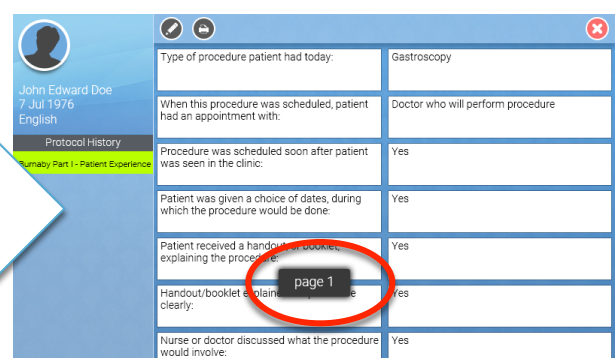 John Edward Doe
7 Jul 1976
English
Protocol History
Burnaby Part I - Patient Experience
Type of procedure patient had today:
Gastroscopy
When this procedure was scheduled, patient
had an appointment with:
Doctor who will perform procedure
Procedure was scheduled soon after patient
was seen in the clinic:
Yes
Patient was given a choice of dates, during
which the procedure would be done:
Yes
Patient received a handout or booklet,
explaining the procedure:
Yes
page 1
Handout/booklet explained
clearly:
Yes
Nurse or doctor discussed what the procedure
would involve:
Yes